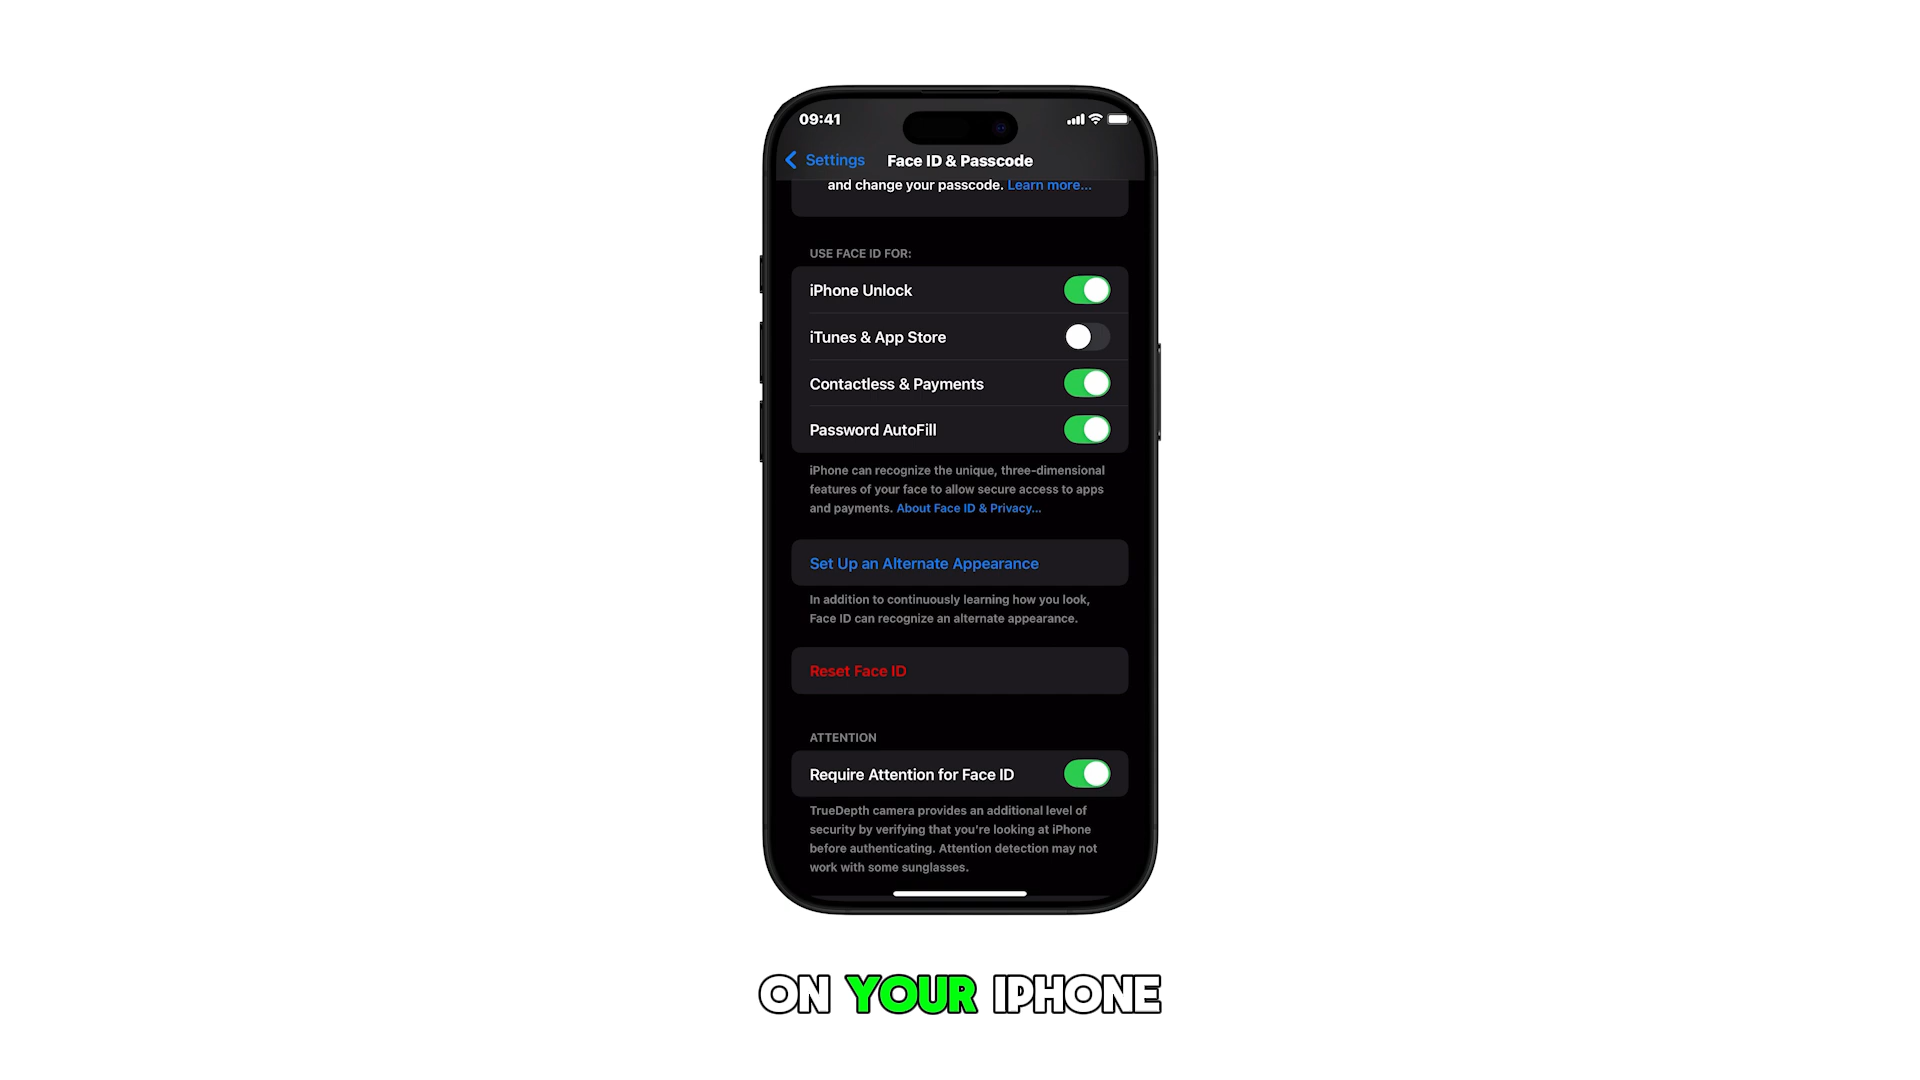 09:41
Settings
Face ID & Passcode
and change your passcode. Learn more...
USE FACE ID FOR:
iPhone Unlock
iTunes & App Store
Contactless & Payments
Password AutoFill
iPhone can recognize the unique, three-dimensional
features of your face to allow secure access to apps
and payments. About Face ID & Privacy...
Set Up an Alternate Appearance
In addition to continuously learning how you look,
Face ID can recognize an alternate appearance.
Reset Face ID
ATTENTION
Require Attention for Face ID
TrueDepth camera provides an additional level of
security by verifying that you're looking at iPhone
before authenticating. Attention detection may not
work with some sunglasses.
ON YOUR IPHONE